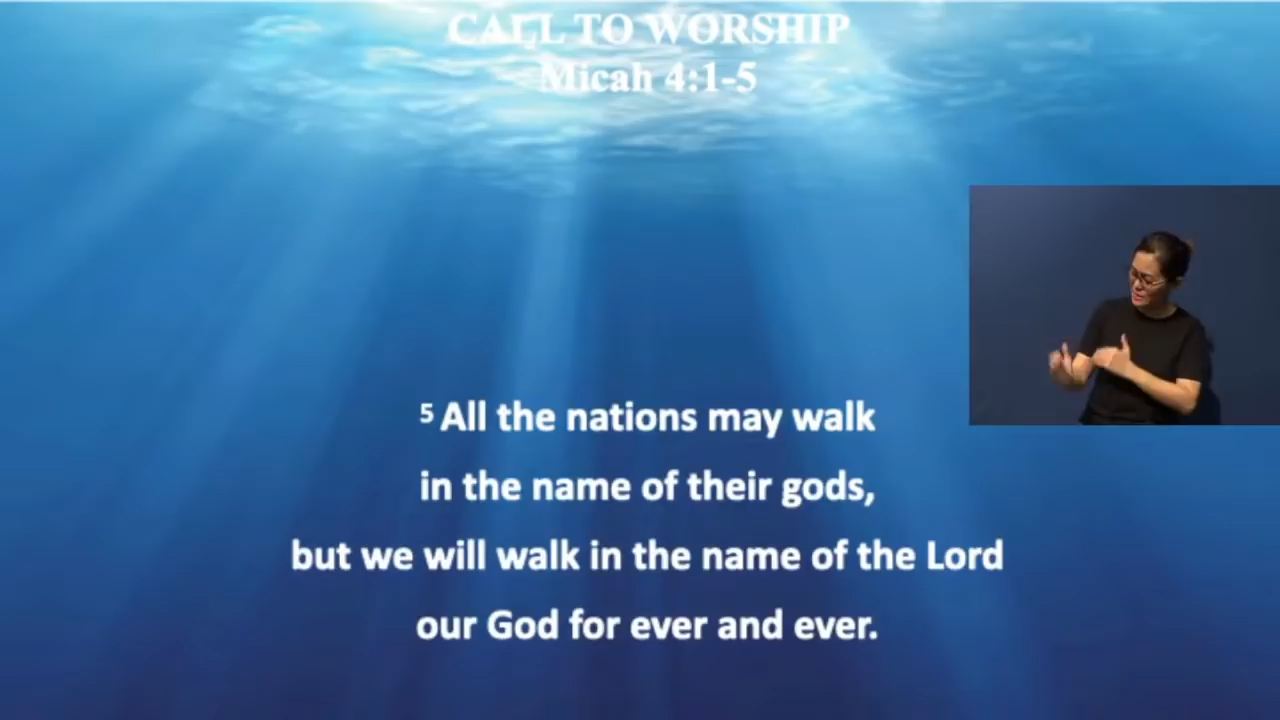 CALL TO WORSHIP
Micah 4:1-5
5 All the nations may walk
in the name of their gods,
but we will walk in the name of the Lord
our God for ever and ever.